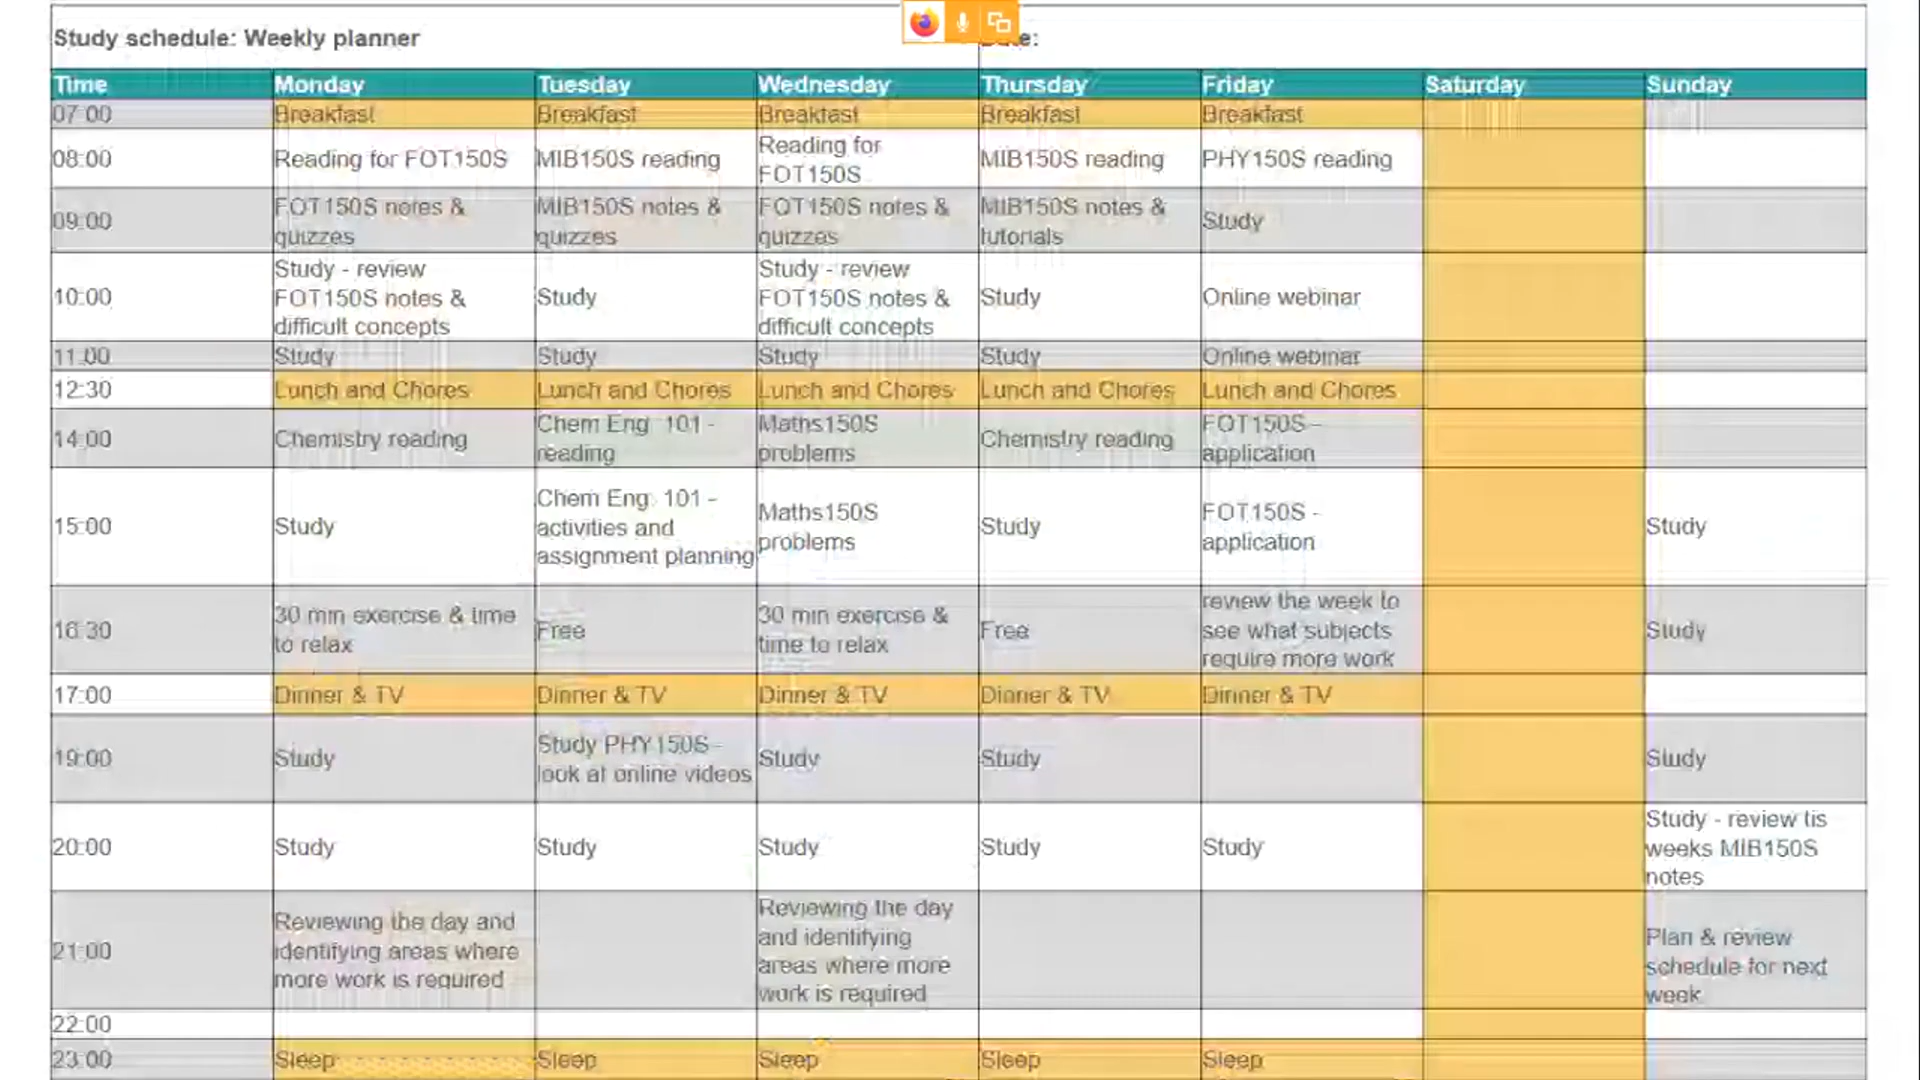 Study schedule: Weekly planner
Time Monday Tuesday Wednesday Thursday Friday Saturday Sunday
07:00 Breakfast Breakfast Breakfast Breakfast Breakfast
08:00 Reading for FOT150S MIB150S reading Reading for FOT150S MIB150S reading PHY150S reading
09:00 FOT150S notes & quizzes MIB150S notes & quizzes FOT150S notes & quizzes MIB150S notes & tutorials Study
10:00 Study - review FOT150S notes & difficult concepts Study Study - review FOT150S notes & difficult concepts Study Online webinar
11:00 Study Study Study Study Online webinar
12:30 Lunch and Chores Lunch and Chores Lunch and Chores Lunch and Chores Lunch and Chores
14:00 Chemistry reading Chem Eng. 101 - reading Maths150S problems Chemistry reading FOT150S - application
15:00 Study Chem Eng. 101 - activities and assignment planning Maths150S problems Study FOT150S - application Study
16:30 30 min exercise & time to relax Free 30 min exercise & time to relax Free review the week to see what subjects require more work Study
17:00 Dinner & TV Dinner & TV Dinner & TV Dinner & TV Dinner & TV
19:00 Study Study PHY150S - look at online videos Study Study Study
20:00 Study Study Study Study Study Study - review tis weeks MIB150S notes
21:00 Reviewing the day and identifying areas where more work is required Reviewing the day and identifying areas where more work is required Plan & review schedule for next week
22:00
23:00 Sleep Sleep Sleep Sleep Sleep